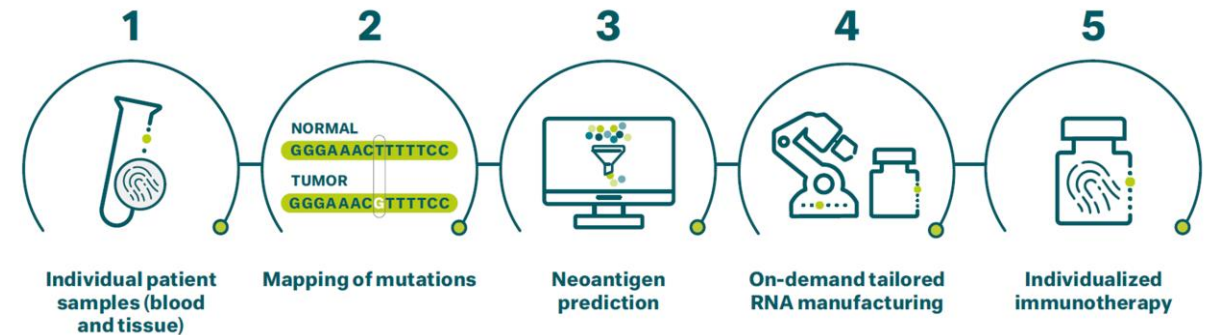 1
2
3
4
5
NORMAL
GGGAAACTTTTTCC
TUMOR
GGGAAACGTTTTCC
Individual patient
samples (blood
and tissue)
Mapping of mutations
Neoantigen
prediction
On-demand tailored
RNA manufacturing
Individualized
immunotherapy